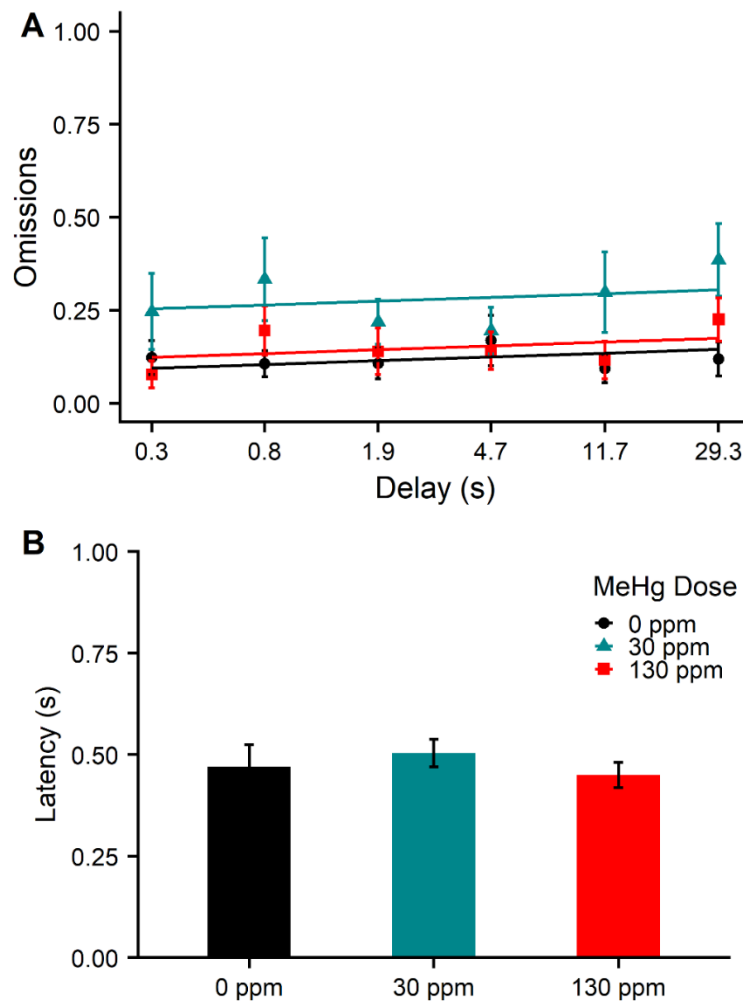 A
1.00
0.75
0.50
0.25
0.00
Omissions
0.3 0.8 1.9 4.7 11.7 29.3
Delay (s)
B
1.00
0.75
0.50
0.25
0.00
Latency (s)
MeHg Dose
0 ppm
30 ppm
130 ppm
0 ppm 30 ppm 130 ppm